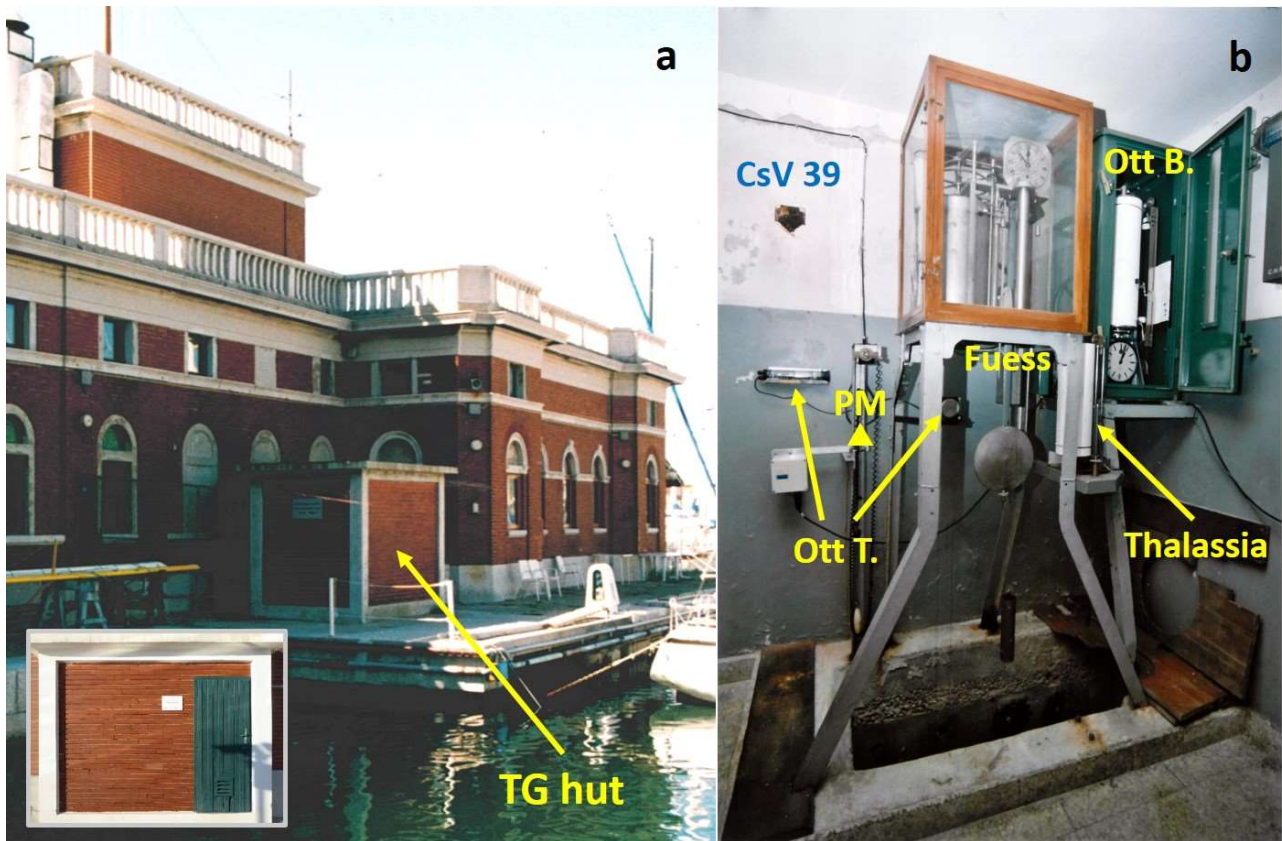 a
TG hut
b
CsV 39
Ott B.
Fuess
PM
Ott T.
Thalassia